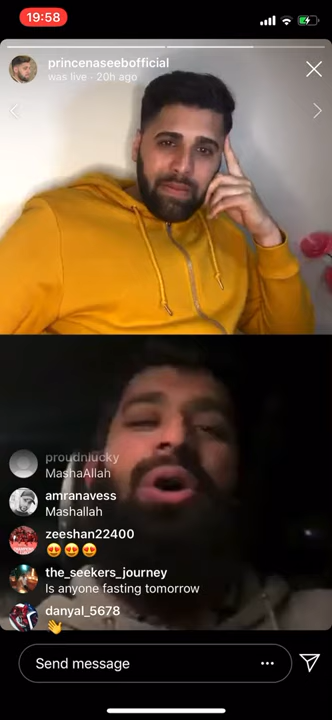 19:58
princenaseebofficial
was live · 20h ago
proudnlucky
MashaAllah
amranavess
Mashallah
zeeshan22400
😍😍😍
the_seekers_journey
Is anyone fasting tomorrow
danyal_5678
👋
Send message